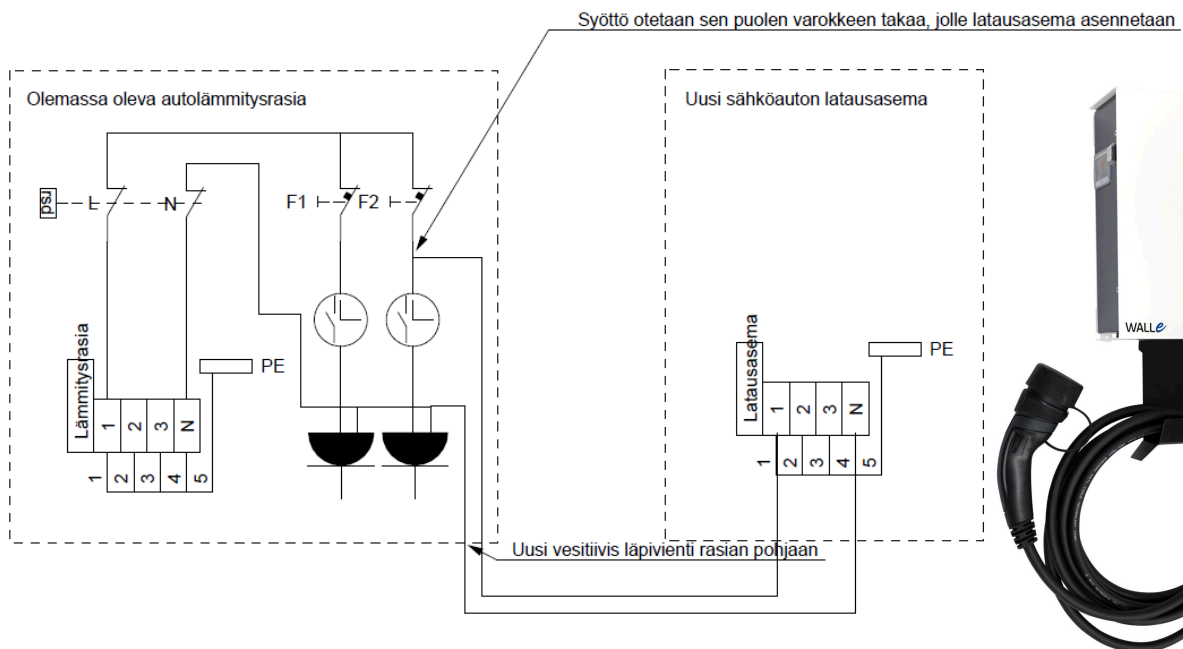 Syöttö otetaan sen puolen varokkeen takaa, jolle latausasema asennetaan
Olemassa oleva autolämmitysrasia
Uusi sähköauton latausasema
rsd
L
N
F1
F2
Lämmitysrasia
1
2
3
N
PE
1
2
3
4
5
Latausasema
1
2
3
N
PE
1
2
3
4
5
WALLe
Uusi vesitiivis läpivienti rasian pohjaan